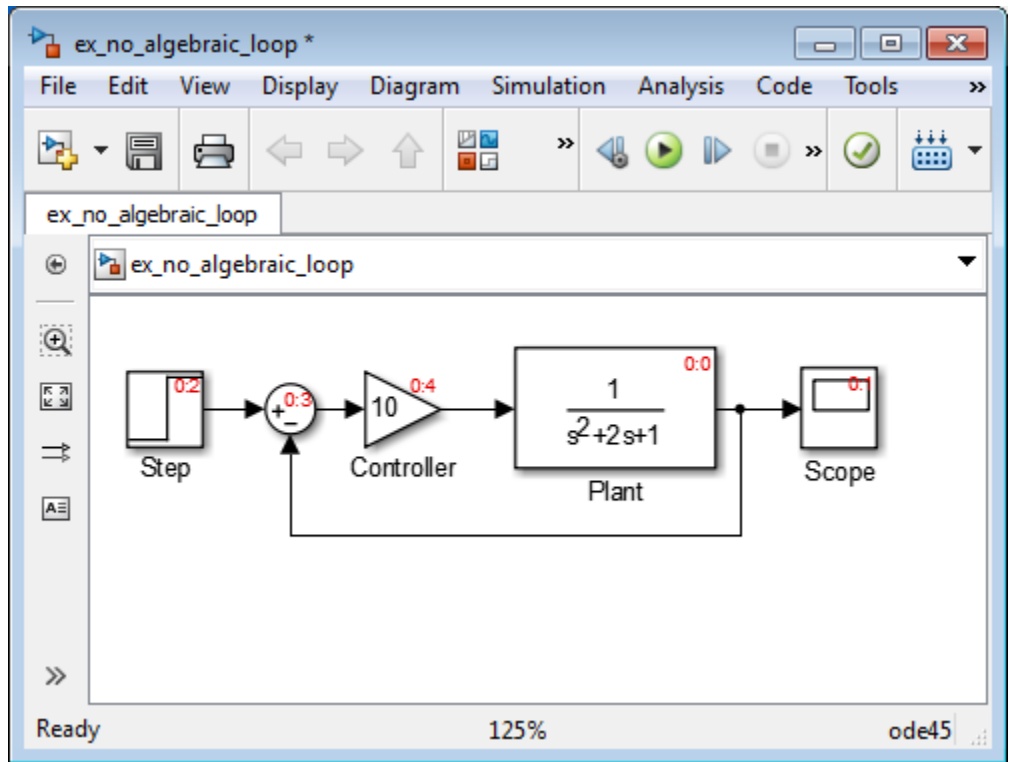 ex_no_algebraic_loop *
File Edit View Display Diagram Simulation Analysis Code Tools »
» »
ex_no_algebraic_loop
ex_no_algebraic_loop
0:2 0:3 0:4 0:0 0:1
+ − 10
1
s²+2s+1
Step Controller Plant Scope
A
»
Ready 125% ode45